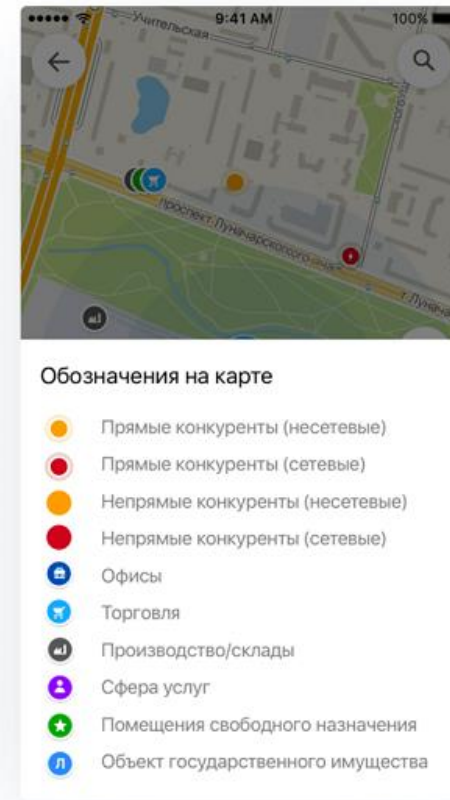 9:41 AM
100%
Учительская
проспект Луначарского
Обозначения на карте
Прямые конкуренты (несетевые)
Прямые конкуренты (сетевые)
Непрямые конкуренты (несетевые)
Непрямые конкуренты (сетевые)
Офисы
Торговля
Производство/склады
Сфера услуг
Помещения свободного назначения
Л Объект государственного имущества